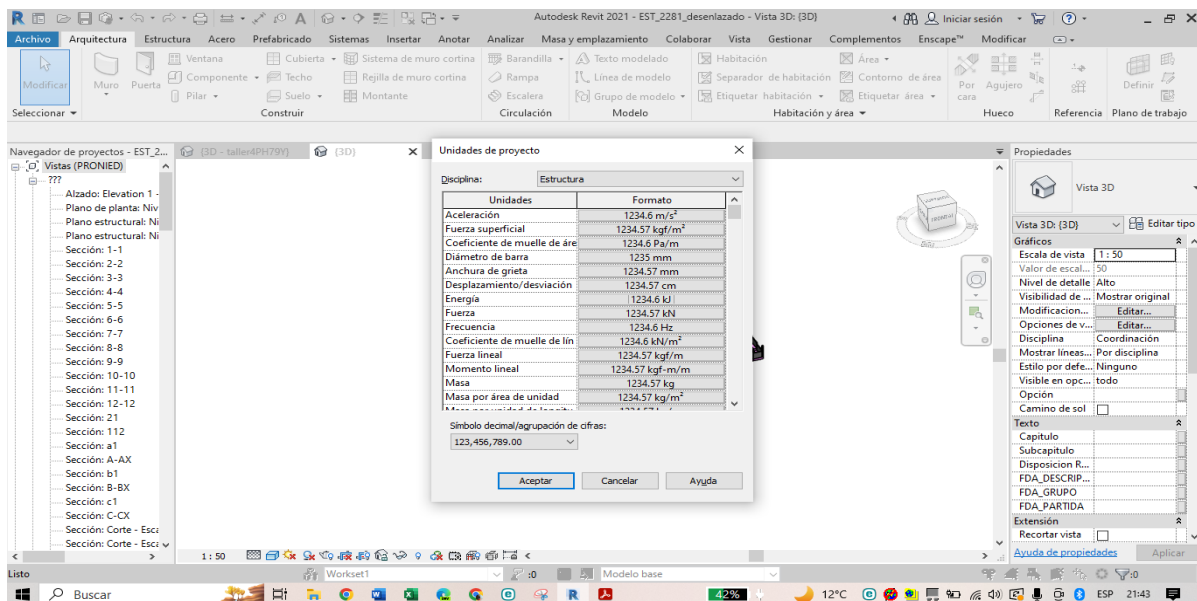 Autodesk Revit 2021 - EST_2281_desenlazado - Vista 3D: {3D}
Iniciar sesión
Archivo Arquitectura Estructura Acero Prefabricado Sistemas Insertar Anotar Analizar Masa y emplazamiento Colaborar Vista Gestionar Complementos Enscape™ Modificar
Modificar
Muro
Puerta
Ventana
Componente
Pilar
Cubierta
Techo
Suelo
Sistema de muro cortina
Rejilla de muro cortina
Montante
Barandilla
Rampa
Escalera
Texto modelado
Línea de modelo
Grupo de modelo
Habitación
Separador de habitación
Etiquetar habitación
Área
Contorno de área
Etiquetar área
Por cara
Agujero
Definir
Seleccionar
Construir
Circulación
Modelo
Habitación y área
Hueco
Referencia
Plano de trabajo
Navegador de proyectos - EST_2...
Vistas (PRONIED)
???
Alzado: Elevation 1 -
Plano de planta: Niv
Plano estructural: Ni
Plano estructural: Ni
Sección: 1-1
Sección: 2-2
Sección: 3-3
Sección: 4-4
Sección: 5-5
Sección: 6-6
Sección: 7-7
Sección: 8-8
Sección: 9-9
Sección: 10-10
Sección: 11-11
Sección: 12-12
Sección: 21
Sección: 112
Sección: a1
Sección: A-AX
Sección: b1
Sección: B-BX
Sección: c1
Sección: C-CX
Sección: Corte - Esca
Sección: Corte - Esca
{3D - taller4PH79Y}
{3D}
Unidades de proyecto
Disciplina: Estructura
Unidades Formato
Aceleración 1234.6 m/s²
Fuerza superficial 1234.57 kgf/m²
Coeficiente de muelle de áre 1234.6 Pa/m
Diámetro de barra 1235 mm
Anchura de grieta 1234.57 mm
Desplazamiento/desviación 1234.57 cm
Energía 1234.6 kJ
Fuerza 1234.57 kN
Frecuencia 1234.6 Hz
Coeficiente de muelle de lín 1234.6 kN/m²
Fuerza lineal 1234.57 kgf/m
Momento lineal 1234.57 kgf-m/m
Masa 1234.57 kg
Masa por área de unidad 1234.57 kg/m²
Símbolo decimal/agrupación de cifras:
123,456,789.00
Aceptar Cancelar Ayuda
Propiedades
Vista 3D
Vista 3D: {3D} Editar tipo
Gráficos
Escala de vista 1 : 50
Valor de escal... 50
Nivel de detalle Alto
Visibilidad de ... Mostrar original
Modificacion... Editar...
Opciones de v... Editar...
Disciplina Coordinación
Mostrar líneas... Por disciplina
Estilo por defe... Ninguno
Visible en opc... todo
Opción
Camino de sol
Texto
Capitulo
Subcapitulo
Disposicion R...
FDA_DESCRIP...
FDA_GRUPO
FDA_PARTIDA
Extensión
Recortar vista
Ayuda de propiedades Aplicar
1 : 50
Listo
Workset1
:0
Modelo base
:0
Buscar
42%
12°C
ESP 21:43